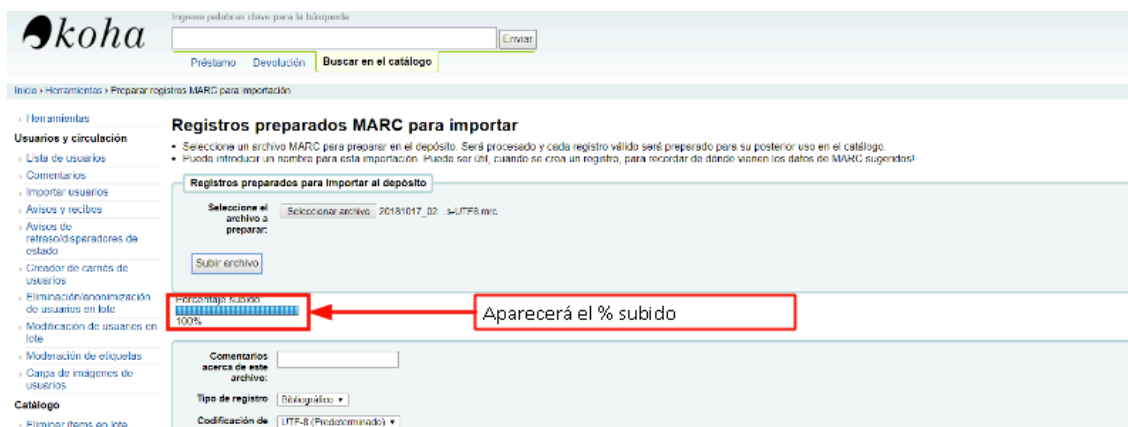 koha
Ingrese palabras clave para la búsqueda
Enviar
Préstamo Devolución Buscar en el catálogo
Inicio › Herramientas › Preparar registros MARC para importación
› Herramientas
Usuarios y circulación
› Lista de usuarios
› Comentarios
› Importar usuarios
› Avisos y recibos
› Avisos de
retraso/disparadores de
estado
› Creador de carnés de
usuarios
› Eliminación/anonimización
de usuarios en lote
› Modificación de usuarios en
lote
› Moderación de etiquetas
› Carga de imágenes de
usuarios
Catálogo
› Eliminar ítems en lote
Registros preparados MARC para importar
• Seleccione un archivo MARC para preparar en el depósito. Será procesado y cada registro válido será preparado para su posterior uso en el catálogo.
• Puede introducir un nombre para esta importación. Puede ser útil, cuando se crea un registro, para recordar de dónde vienen los datos de MARC sugeridos!
Registros preparados para importar al depósito
Seleccione el
archivo a
preparar:
Seleccionar archivo 20181017_02...s-UTF8.mrc
Subir archivo
Porcentaje subido
100%
Aparecerá el % subido
Comentarios
acerca de este
archivo:
Tipo de registro Bibliográfico
Codificación de UTF-8 (Predeterminado)